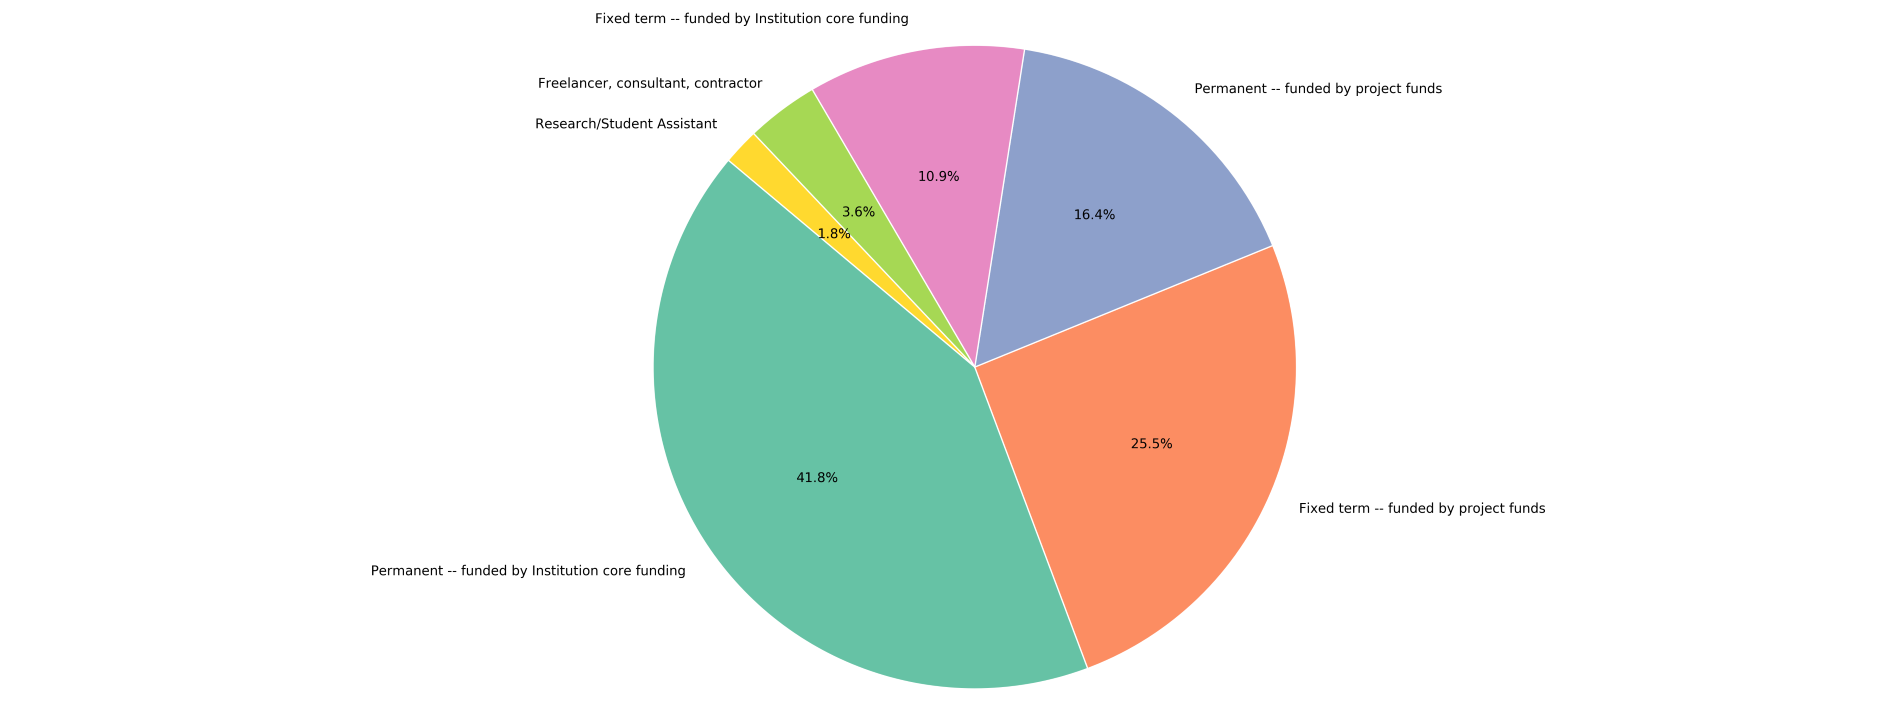 Fixed term -- funded by Institution core funding
Freelancer, consultant, contractor
Permanent -- funded by project funds
Research/Student Assistant
10.9%
3.6%
16.4%
1.8%
25.5%
41.8%
Fixed term -- funded by project funds
Permanent -- funded by Institution core funding